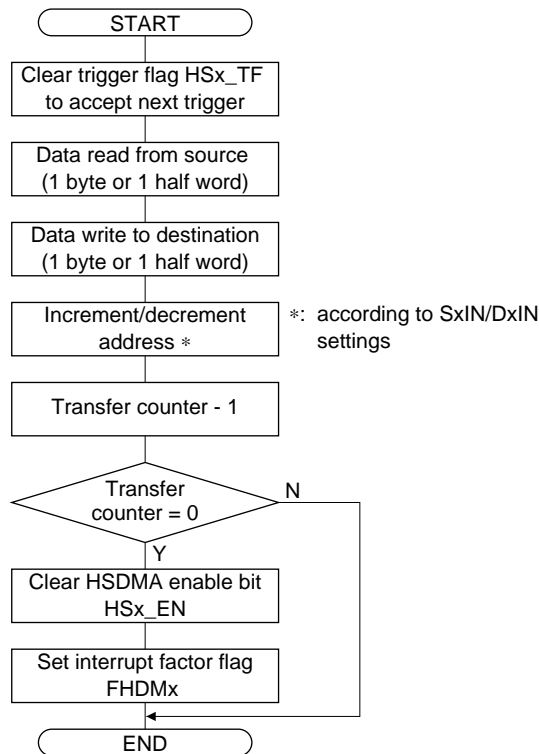 START
Clear trigger flag HSx_TF
to accept next trigger
Data read from source
(1 byte or 1 half word)
Data write to destination
(1 byte or 1 half word)
Increment/decrement
address ∗
∗: according to SxIN/DxIN
settings
Transfer counter - 1
Transfer
counter = 0
N
Y
Clear HSDMA enable bit
HSx_EN
Set interrupt factor flag
FHDMx
END